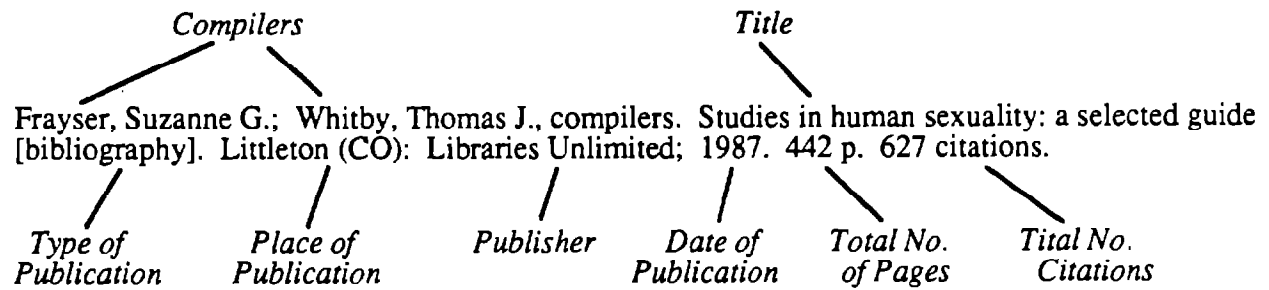 Compilers Title
Frayser, Suzanne G.; Whitby, Thomas J., compilers. Studies in human sexuality: a selected guide
[bibliography]. Littleton (CO): Libraries Unlimited; 1987. 442 p. 627 citations.
Type of Place of Publisher Date of Total No. Tital No.
Publication Publication Publication of Pages Citations